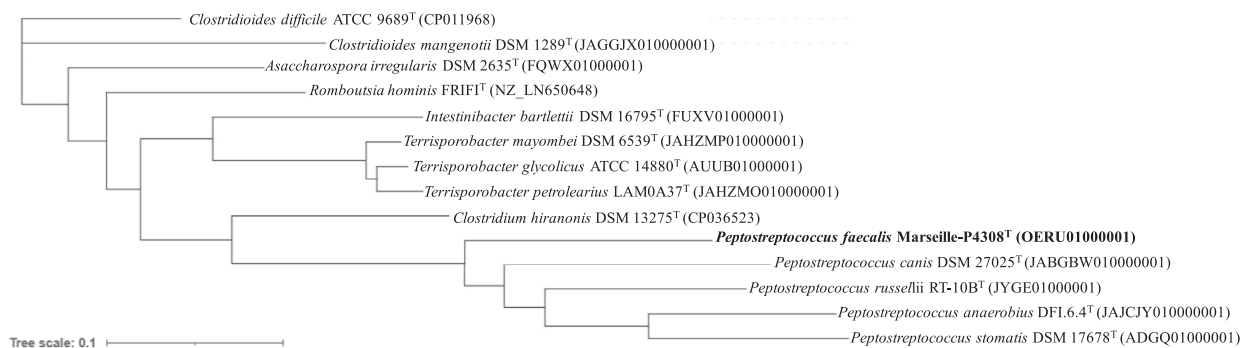 Clostridioides difficile ATCC 9689ᵀ (CP011968)
Clostridioides mangenotii DSM 1289ᵀ (JAGGJX010000001)
Asaccharospora irregularis DSM 2635ᵀ (FQWX01000001)
Romboutsia hominis FRIFIᵀ (NZ_LN650648)
Intestinibacter bartlettii DSM 16795ᵀ (FUXV01000001)
Terrisporobacter mayombei DSM 6539ᵀ (JAHZMP010000001)
Terrisporobacter glycolicus ATCC 14880ᵀ (AUUB01000001)
Terrisporobacter petrolearius LAM0A37ᵀ (JAHZMO010000001)
Clostridium hiranonis DSM 13275ᵀ (CP036523)
Peptostreptococcus faecalis Marseille-P4308ᵀ (OERU01000001)
Peptostreptococcus canis DSM 27025ᵀ (JABGBW010000001)
Peptostreptococcus russellii RT-10Bᵀ (JYGE01000001)
Peptostreptococcus anaerobius DFI.6.4ᵀ (JAJCJY010000001)
Peptostreptococcus stomatis DSM 17678ᵀ (ADGQ01000001)
Tree scale: 0.1